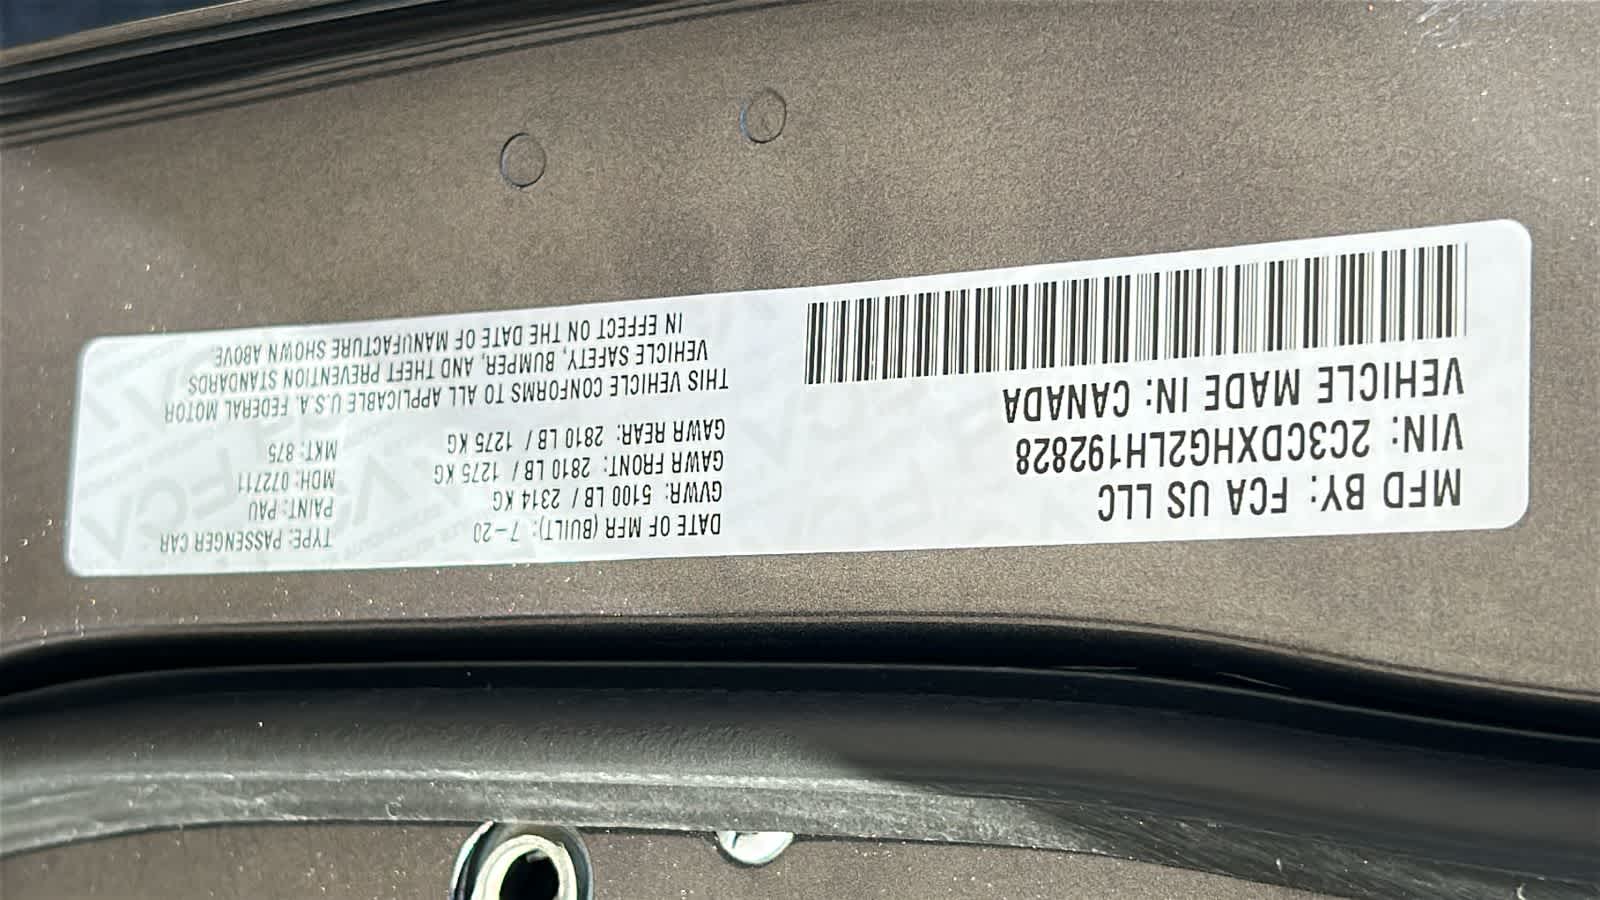 MFD BY: FCA US LLC
VIN: 2C3CDXHG2LH192828
VEHICLE MADE IN: CANADA
DATE OF MFR (BUILT): 7-20
TYPE: PASSENGER CAR
GVWR: 5100 LB / 2314 KG
PAINT: PAU
GAWR FRONT: 2810 LB / 1275 KG
MDH: 072711
GAWR REAR: 2810 LB / 1275 KG
MKT: 875
THIS VEHICLE CONFORMS TO ALL APPLICABLE U.S.A. FEDERAL MOTOR
VEHICLE SAFETY, BUMPER, AND THEFT PREVENTION STANDARDS
IN EFFECT ON THE DATE OF MANUFACTURE SHOWN ABOVE.
FCA